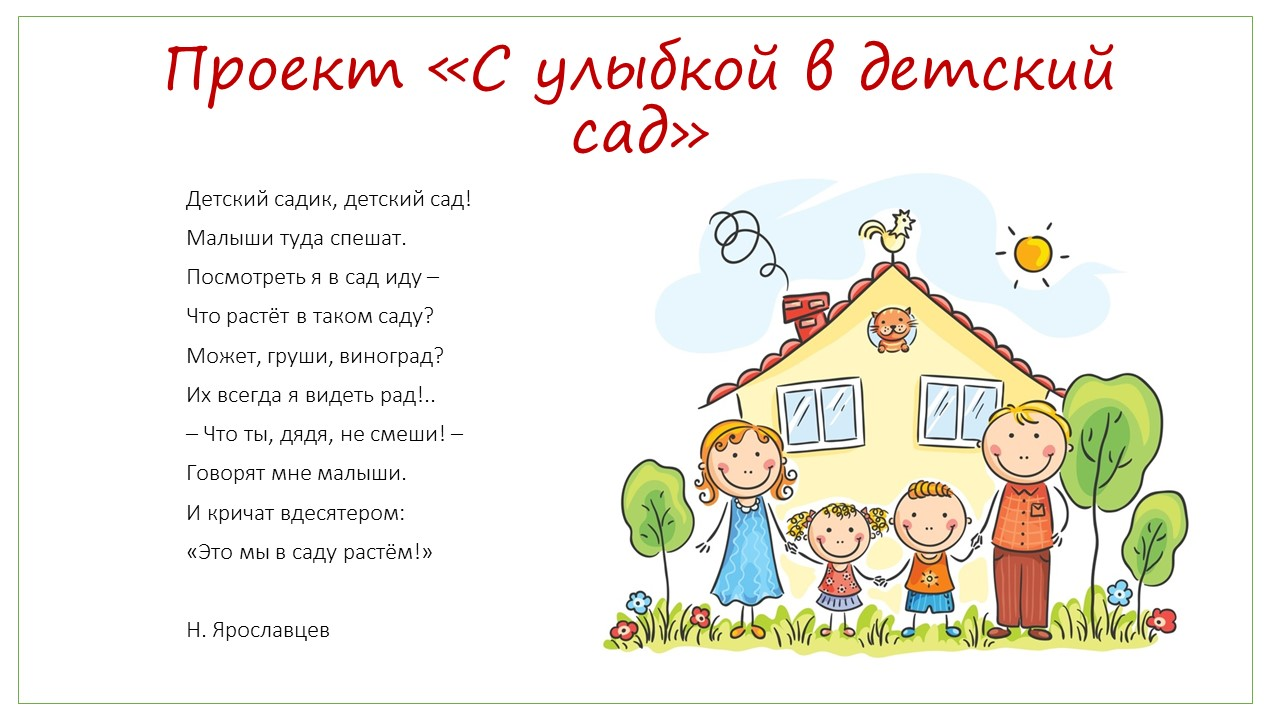 Проект «С улыбкой в детский
сад»
Детский садик, детский сад!
Малыши туда спешат.
Посмотреть я в сад иду –
Что растёт в таком саду?
Может, груши, виноград?
Их всегда я видеть рад!..
– Что ты, дядя, не смеши! –
Говорят мне малыши.
И кричат вдесятером:
«Это мы в саду растём!»
Н. Ярославцев